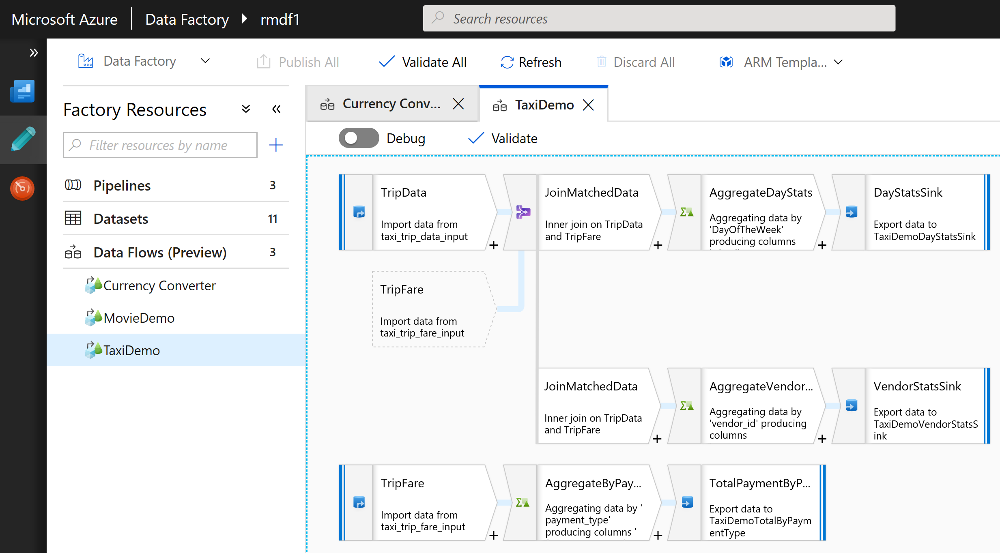 Microsoft Azure
Data Factory
rmdf1
Search resources
Data Factory
Publish All
Validate All
Refresh
Discard All
ARM Templa...
Factory Resources
Filter resources by name
Pipelines
3
Datasets
11
Data Flows (Preview)
3
Currency Converter
MovieDemo
TaxiDemo
Currency Conv...
TaxiDemo
Debug
Validate
TripData
Import data from
taxi_trip_data_input
JoinMatchedData
Inner join on TripData
and TripFare
AggregateDayStats
Aggregating data by
'DayOfTheWeek'
producing columns
DayStatsSink
Export data to
TaxiDemoDayStatsSink
TripFare
Import data from
taxi_trip_fare_input
JoinMatchedData
Inner join on TripData
and TripFare
AggregateVendor...
Aggregating data by
'vendor_id' producing
columns
VendorStatsSink
Export data to
TaxiDemoVendorStatsS
ink
TripFare
Import data from
taxi_trip_fare_input
AggregateByPay...
Aggregating data by '
payment_type'
producing columns '
TotalPaymentByP...
Export data to
TaxiDemoTotalByPaym
entType